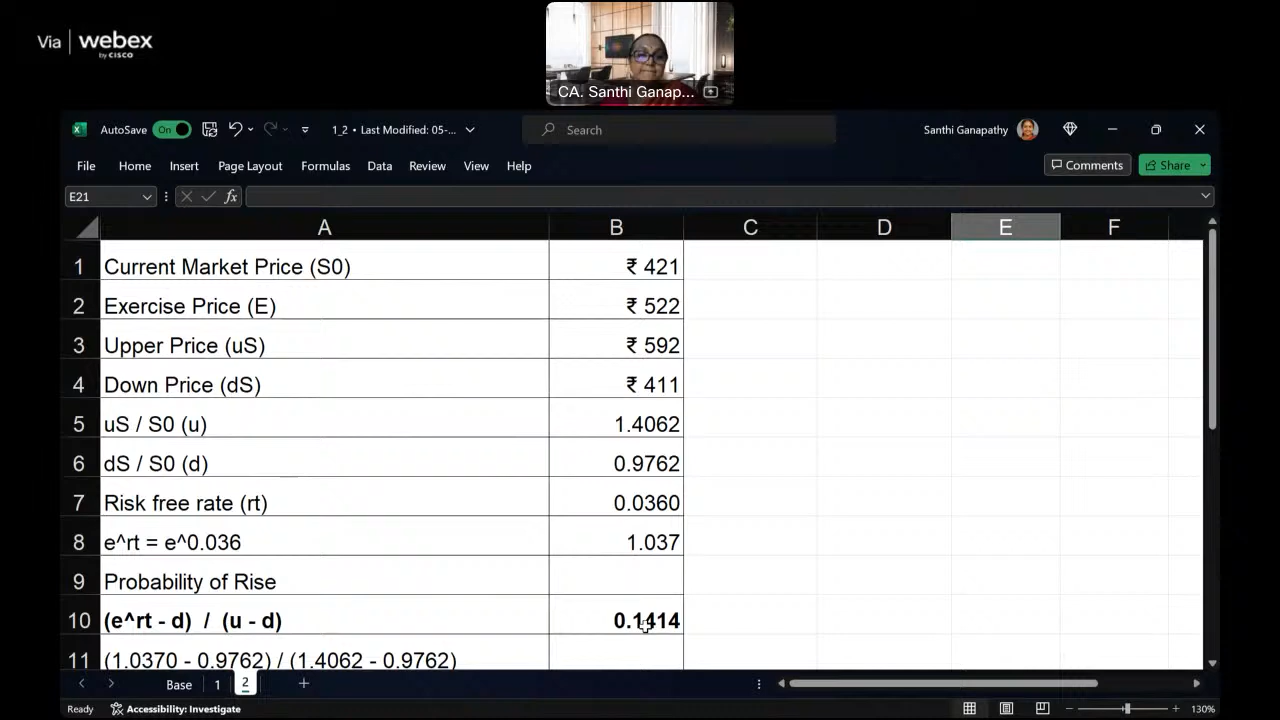 Via | webex
by CISCO
CA. Santhi Ganap...
AutoSave On 1_2 • Last Modified: 05-... Search Santhi Ganapathy
File Home Insert Page Layout Formulas Data Review View Help Comments Share
E21 fx
A B C D E F
1 Current Market Price (S0) ₹ 421
2 Exercise Price (E) ₹ 522
3 Upper Price (uS) ₹ 592
4 Down Price (dS) ₹ 411
5 uS / S0 (u) 1.4062
6 dS / S0 (d) 0.9762
7 Risk free rate (rt) 0.0360
8 e^rt = e^0.036 1.037
9 Probability of Rise
10 (e^rt - d) / (u - d) 0.1414
11 (1.0370 - 0.9762) / (1.4062 - 0.9762)
Base 1 2
Ready Accessibility: Investigate 130%